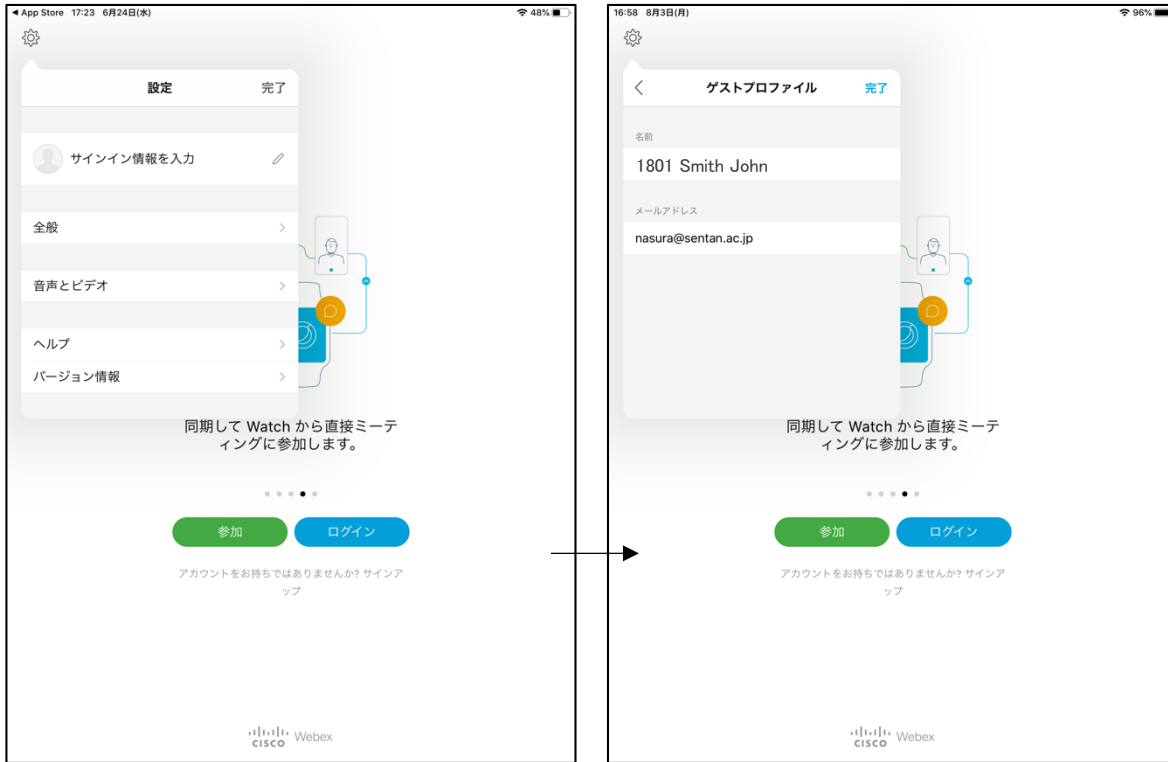 ◀ App Store 17:23 6月24日(水) 48%
設定 完了
サインイン情報を入力
全般
音声とビデオ
ヘルプ
バージョン情報
同期して Watch から直接ミーテ
ィングに参加します。
参加 ログイン
アカウントをお持ちではありませんか? サインア
ップ
CISCO Webex
16:58 8月3日(月) 96%
ゲストプロファイル 完了
名前
1801 Smith John
メールアドレス
nasura@sentan.ac.jp
同期して Watch から直接ミーテ
ィングに参加します。
参加 ログイン
アカウントをお持ちではありませんか? サインア
ップ
CISCO Webex